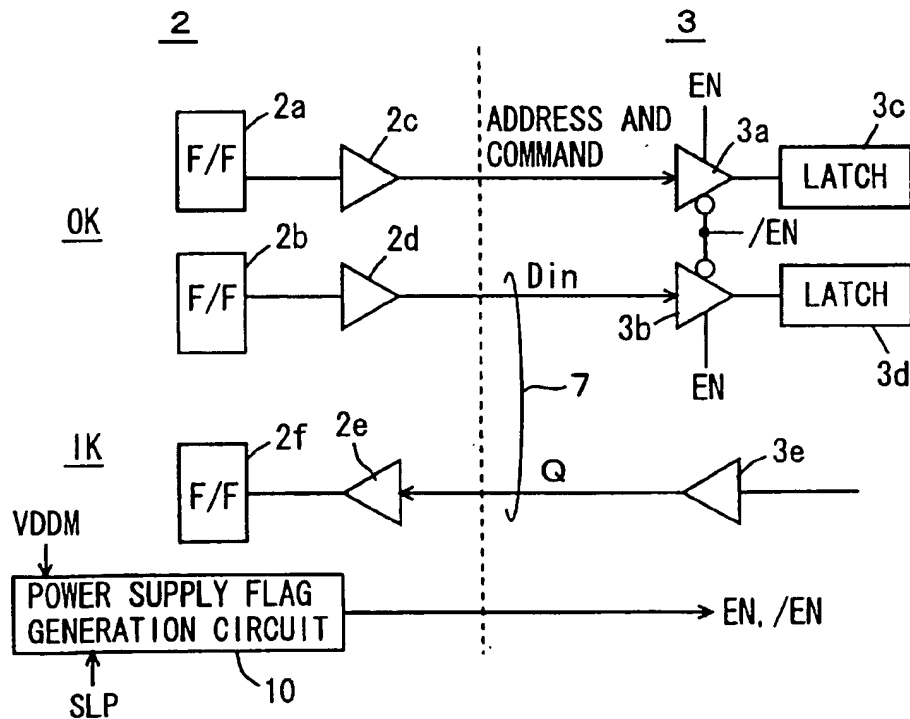 2
3
2a
F/F
2c
ADDRESS AND
COMMAND
EN
3a
3c
LATCH
OK
/EN
2b
F/F
2d
Din
3b
LATCH
3d
EN
7
IK
2f
F/F
2e
Q
3e
VDDM
POWER SUPPLY FLAG
GENERATION CIRCUIT
EN, /EN
10
SLP